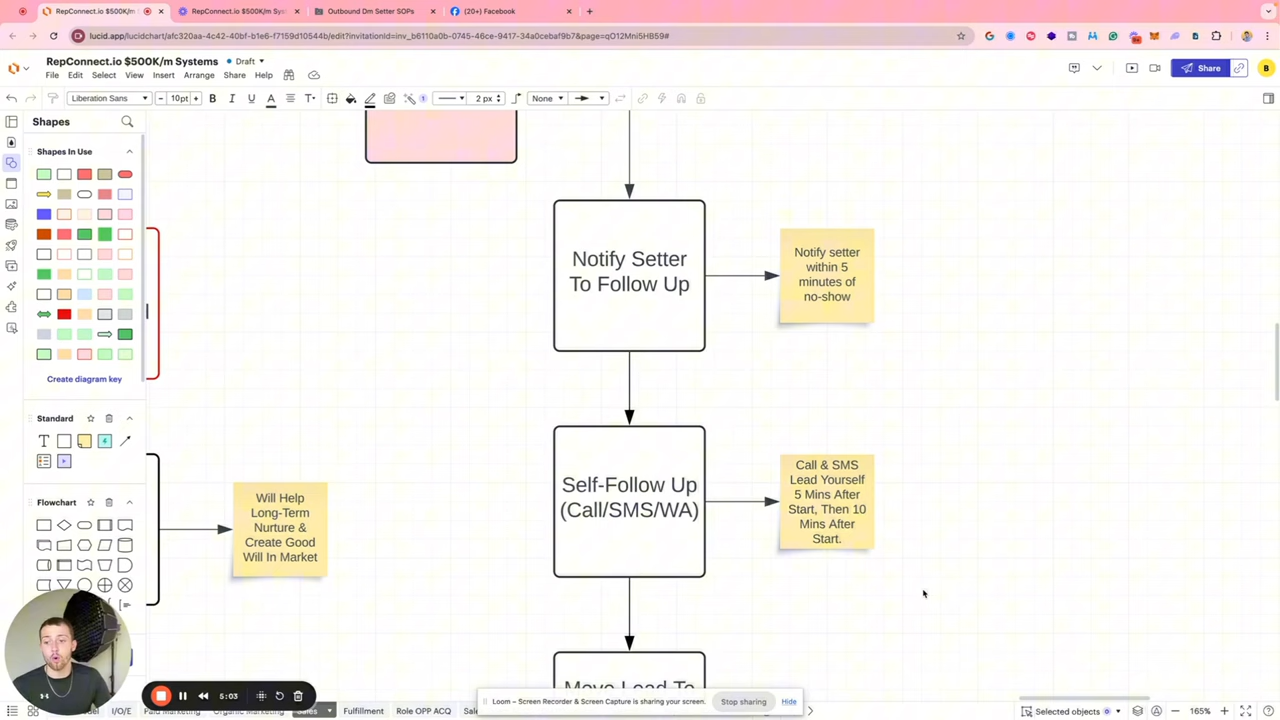 RepConnect.io $500K/m
RepConnect.io $500K/m Sys
Outbound Dm Setter SOPs
(20+) Facebook
lucid.app/lucidchart/afc320aa-4c42-40bf-b1e6-f7159d10544b/edit?invitationId=inv_b6110a0b-0745-46ce-9417-34a0cebaf9b7&page=qO12Mni5HB59#
RepConnect.io $500K/m Systems
Draft
File Edit Select View Insert Arrange Share Help
Share
B
Liberation Sans
10pt
2 px
None
Shapes
Shapes In Use
Create diagram key
Standard
Flowchart
Notify Setter
To Follow Up
Notify setter
within 5
minutes of
no-show
Self-Follow Up
(Call/SMS/WA)
Call & SMS
Lead Yourself
5 Mins After
Start, Then 10
Mins After
Start.
Will Help
Long-Term
Nurture &
Create Good
Will In Market
Move Lead To
5:03
Loom – Screen Recorder & Screen Capture is sharing your screen.
Stop sharing
Hide
I/O/E
Paid Marketing
Organic Marketing
Sales
Fulfillment
Role OPP ACQ
Selected objects
165%